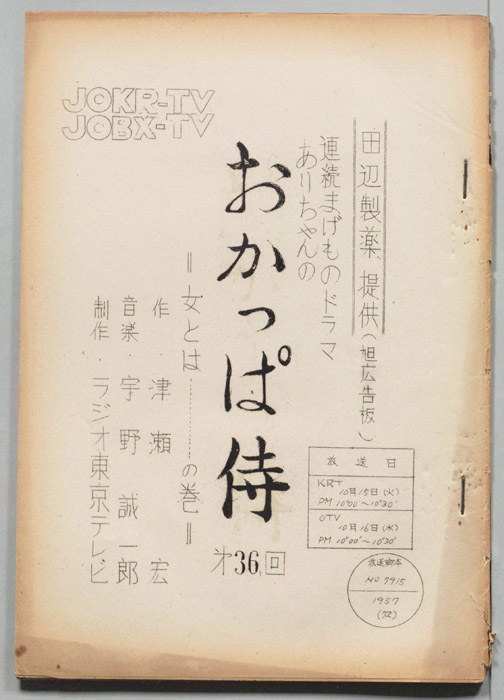 JOKR-TV
JOBX-TV
田辺製薬 提供(旭広告板)
連続まげものドラマ
ありちゃんの
おかっぱ侍
第36回
=女とは…………の巻=
作・津瀬 宏
音楽・宇野誠一郎
制作・ラジオ東京テレビ
放送日
KRT
10月15日(火)
PM 10°00′~10°30′
OTV
10月16日(水)
PM 10°00′~10°30′
放送脚本
NO 7915
1957